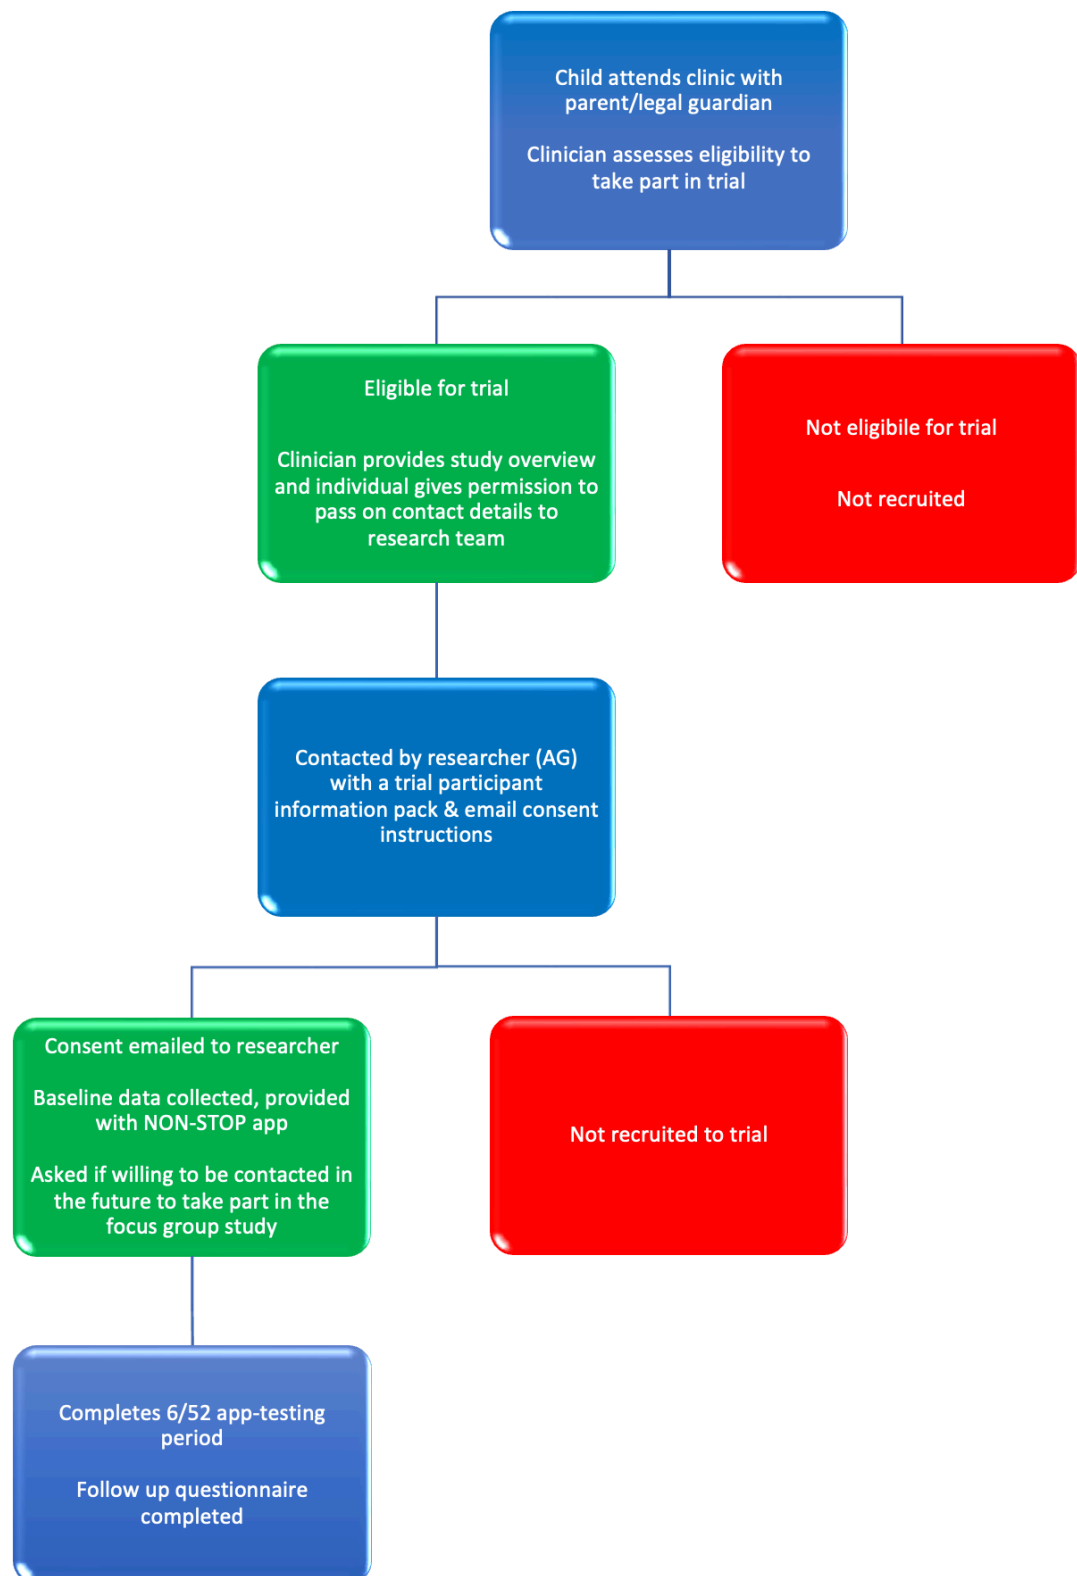 Child attends clinic with
parent/legal guardian
Clinician assesses eligibility to
take part in trial
Eligible for trial
Clinician provides study overview
and individual gives permission to
pass on contact details to
research team
Not eligibile for trial
Not recruited
Contacted by researcher (AG)
with a trial participant
information pack & email consent
instructions
Consent emailed to researcher
Baseline data collected, provided
with NON-STOP app
Asked if willing to be contacted in
the future to take part in the
focus group study
Not recruited to trial
Completes 6/52 app-testing
period
Follow up questionnaire
completed